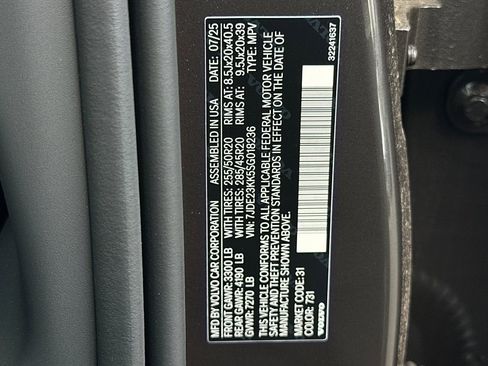 MFD BY VOLVO CAR CORPORATION ASSEMBLED IN USA DATE: 07/25
FRONT GAWR: 3300 LB WITH TIRES: 255/50R20 RIMS AT: 8.5Jx20x40.5
REAR GAWR: 4190 LB WITH TIRES: 285/45R20 RIMS AT: 9.5Jx20x39
GVWR: 7270 LB VIN: 7JDE23KK5SG018236 TYPE: MPV
THIS VEHICLE CONFORMS TO ALL APPLICABLE FEDERAL MOTOR VEHICLE
SAFETY AND THEFT PREVENTION STANDARDS IN EFFECT ON THE DATE OF
MANUFACTURE SHOWN ABOVE.
MARKET CODE: 31
COLOR: 731
VOLVO
32241637